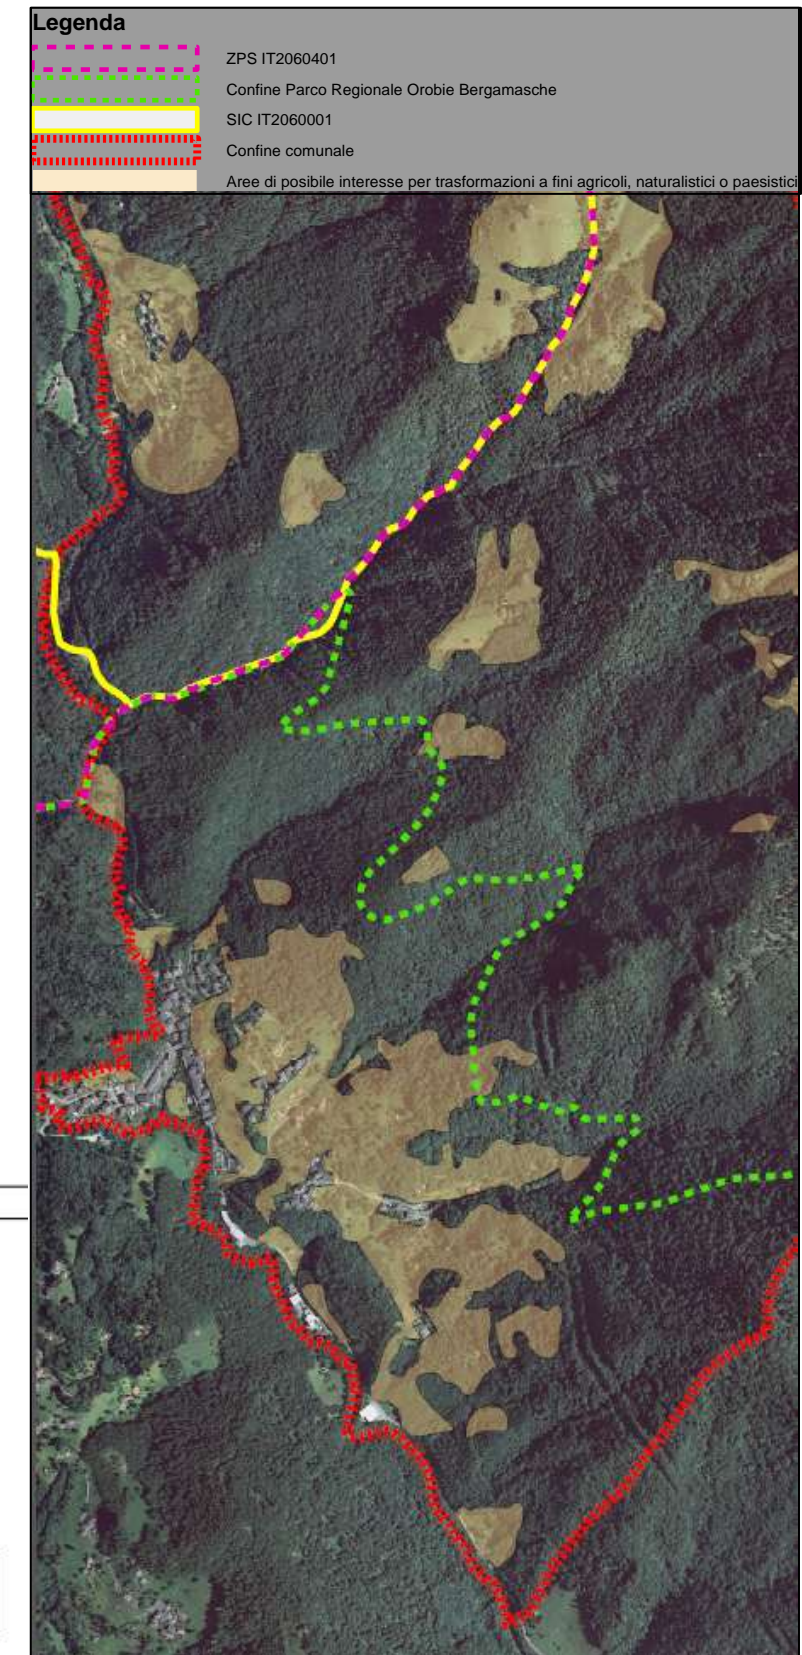 Legenda
ZPS IT2060401
Confine Parco Regionale Orobie Bergamasche
SIC IT2060001
Confine comunale
Aree di posibile interesse per trasformazioni a fini agricoli, naturalistici o paesistici